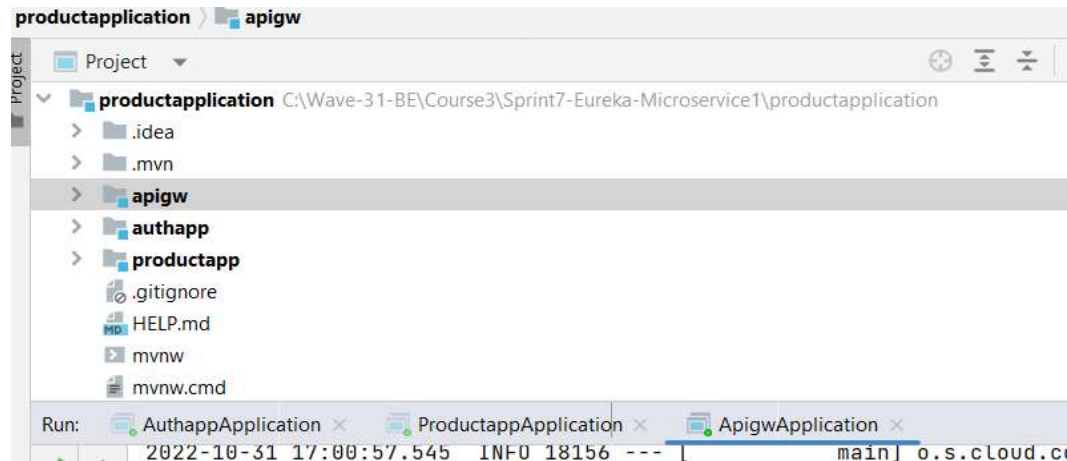 productapplication apigw
Project
Project
productapplication C:\Wave-31-BE\Course3\Sprint7-Eureka-Microservice1\productapplication
.idea
.mvn
apigw
authapp
productapp
.gitignore
MD HELP.md
mvnw
mvnw.cmd
Run: AuthappApplication ProductappApplication ApigwApplication
2022-10-31 17:00:57.545 INFO 18156 --- [ main] o.s.cloud.co